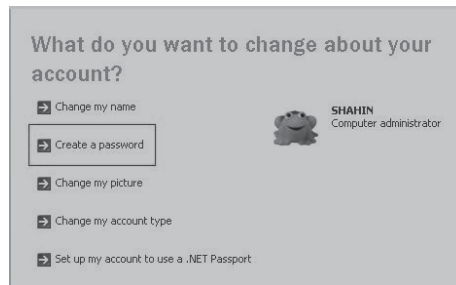 What do you want to change about your
account?
Change my name
SHAHIN
Computer administrator
Create a password
Change my picture
Change my account type
Set up my account to use a .NET Passport